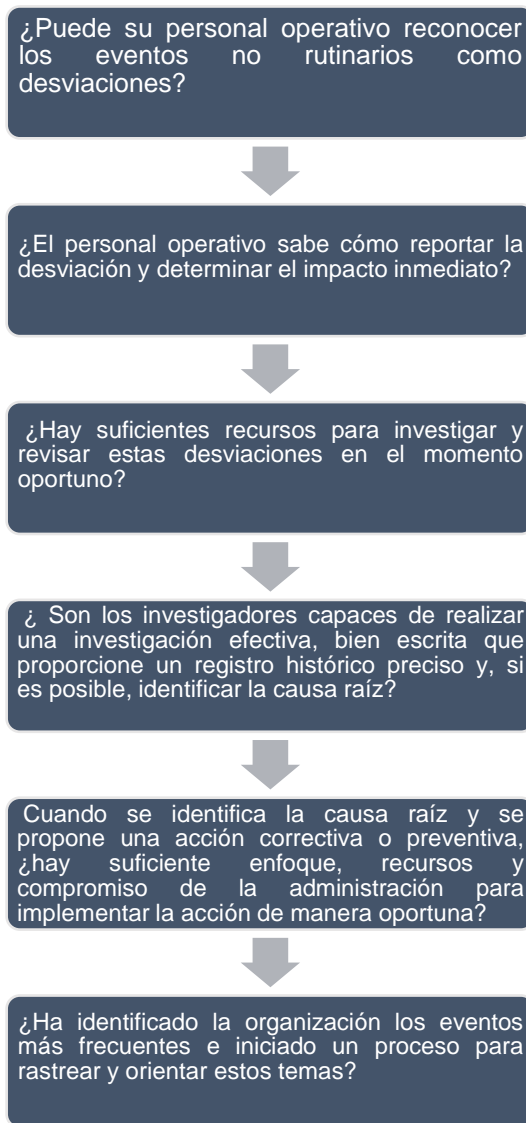 ¿Puede su personal operativo reconocer
los eventos no rutinarios como
desviaciones?
¿El personal operativo sabe cómo reportar la
desviación y determinar el impacto inmediato?
¿Hay suficientes recursos para investigar y
revisar estas desviaciones en el momento
oportuno?
¿ Son los investigadores capaces de realizar
una investigación efectiva, bien escrita que
proporcione un registro histórico preciso y, si
es posible, identificar la causa raíz?
Cuando se identifica la causa raíz y se
propone una acción correctiva o preventiva,
¿hay suficiente enfoque, recursos y
compromiso de la administración para
implementar la acción de manera oportuna?
¿Ha identificado la organización los eventos
más frecuentes e iniciado un proceso para
rastrear y orientar estos temas?